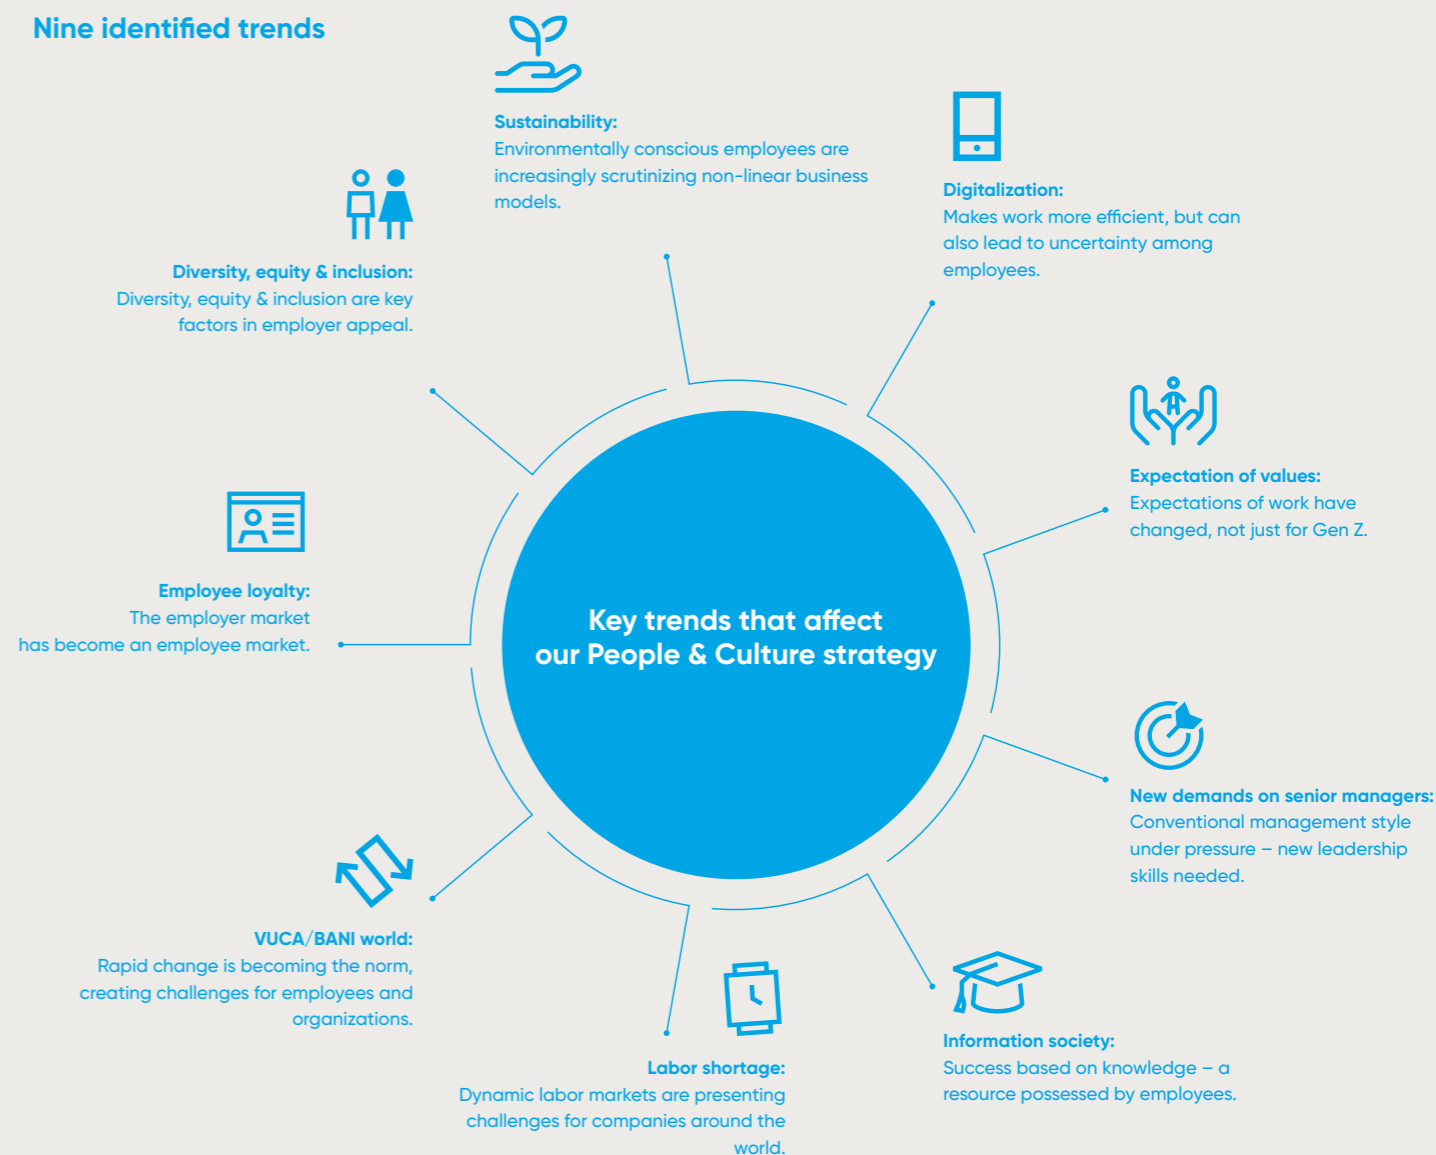 Nine identified trends
Sustainability:
Environmentally conscious employees are
increasingly scrutinizing non-linear business
models.
Digitalization:
Makes work more efficient, but can
also lead to uncertainty among
employees.
Expectation of values:
Expectations of work have
changed, not just for Gen Z.
New demands on senior managers:
Conventional management style
under pressure – new leadership
skills needed.
Information society:
Success based on knowledge – a
resource possessed by employees.
Labor shortage:
Dynamic labor markets are presenting
challenges for companies around the
world.
VUCA/BANI world:
Rapid change is becoming the norm,
creating challenges for employees and
organizations.
Employee loyalty:
The employer market
has become an employee market.
Diversity, equity & inclusion:
Diversity, equity & inclusion are key
factors in employer appeal.
Key trends that affect
our People & Culture strategy